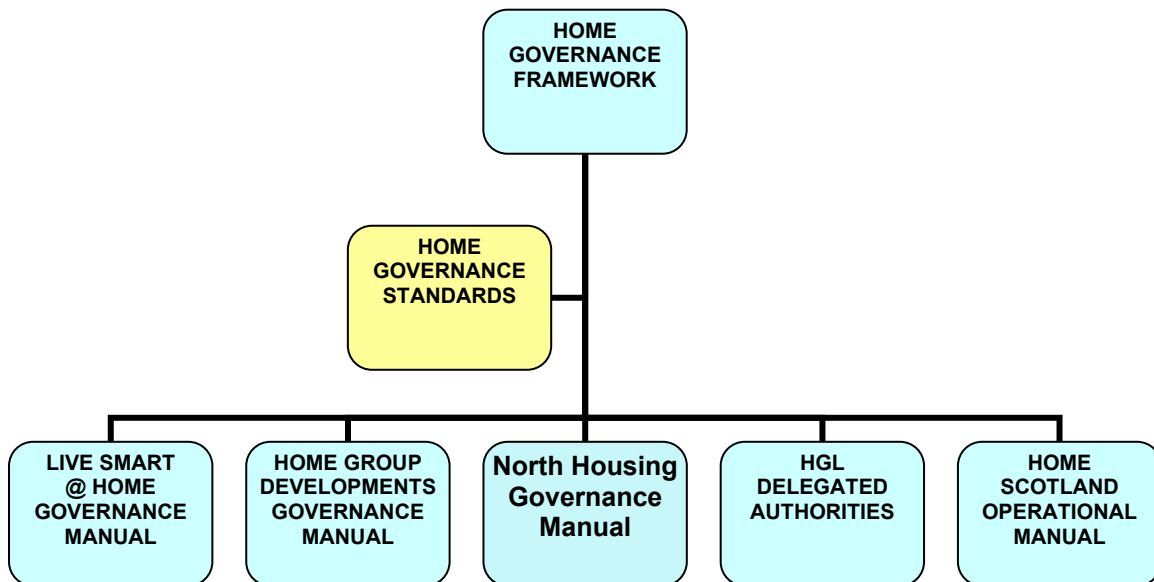 HOME
GOVERNANCE
FRAMEWORK
HOME
GOVERNANCE
STANDARDS
LIVE SMART
@ HOME
GOVERNANCE
MANUAL
HOME GROUP
DEVELOPMENTS
GOVERNANCE
MANUAL
North Housing
Governance
Manual
HGL
DELEGATED
AUTHORITIES
HOME
SCOTLAND
OPERATIONAL
MANUAL